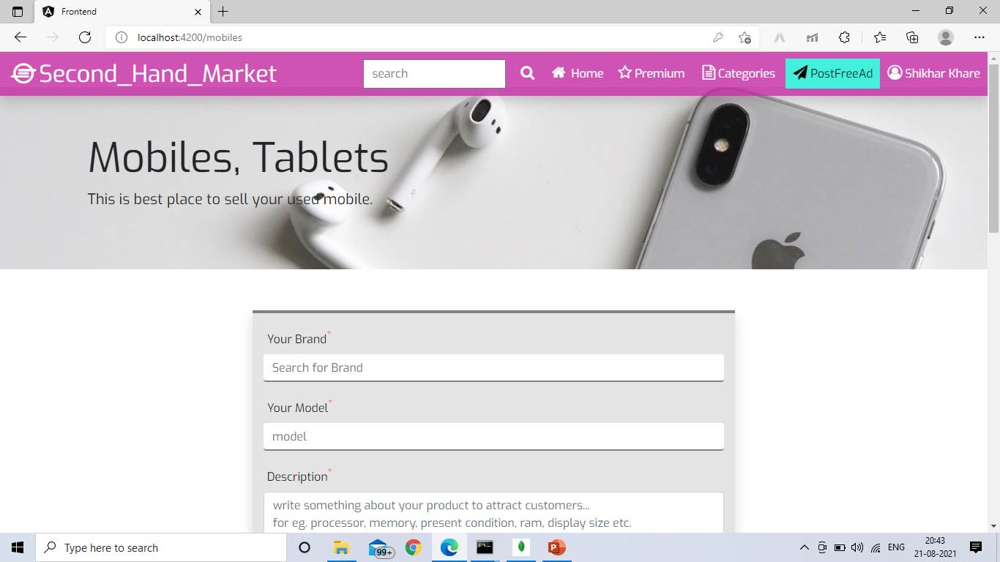 Frontend
localhost:4200/mobiles
Second_Hand_Market
search
Home
Premium
Categories
PostFreeAd
Shikhar Khare
Mobiles, Tablets
This is best place to sell your used mobile.
Your Brand*
Search for Brand
Your Model*
model
Description*
write something about your product to attract customers...
for eg. processor, memory, present condition, ram, display size etc.
Type here to search
99+
ENG
20:43
21-08-2021